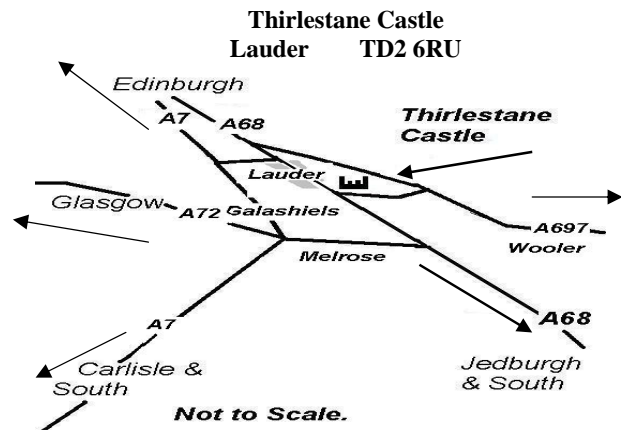 Thirlestane Castle
Lauder TD2 6RU
Edinburgh
A7
A68
Thirlestane
Castle
Lauder
Glasgow
A72
Galashiels
A697
Wooler
Melrose
A7
A68
Carlisle &
South
Jedburgh
& South
Not to Scale.